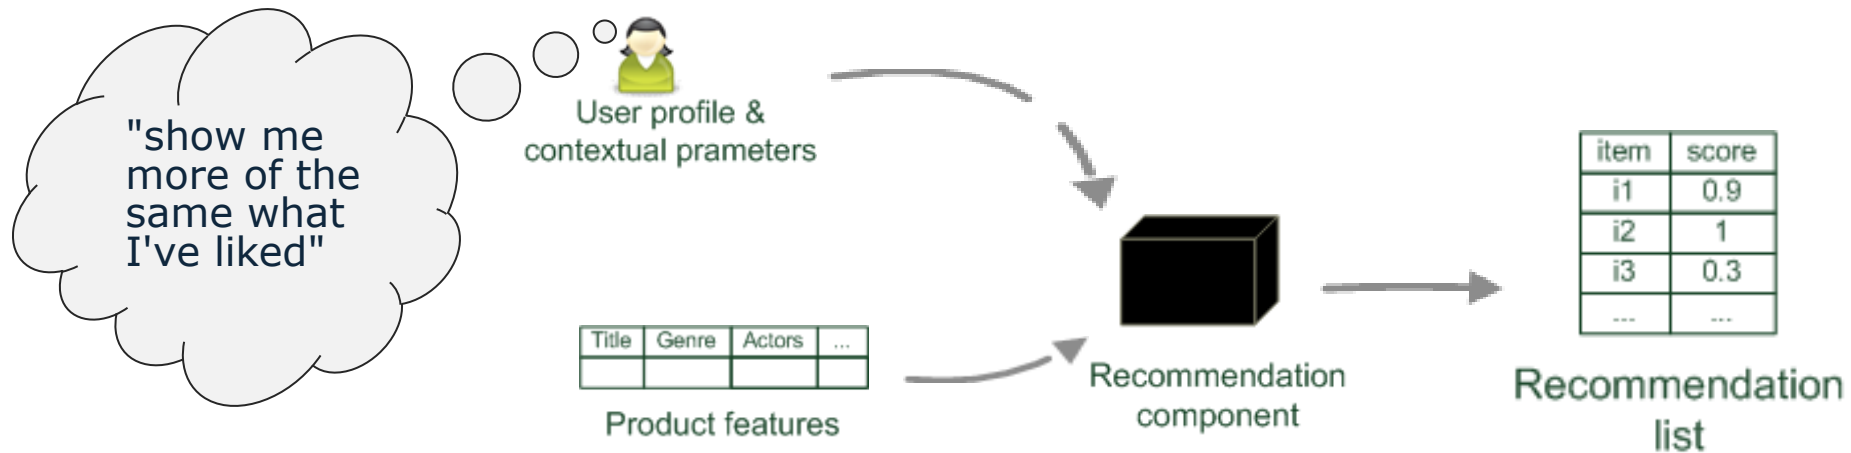 "show me
more of the
same what
I've liked"
User profile &
contextual prameters
Title Genre Actors ...
Product features
Recommendation
component
item score
i1 0.9
i2 1
i3 0.3
... ...
Recommendation
list